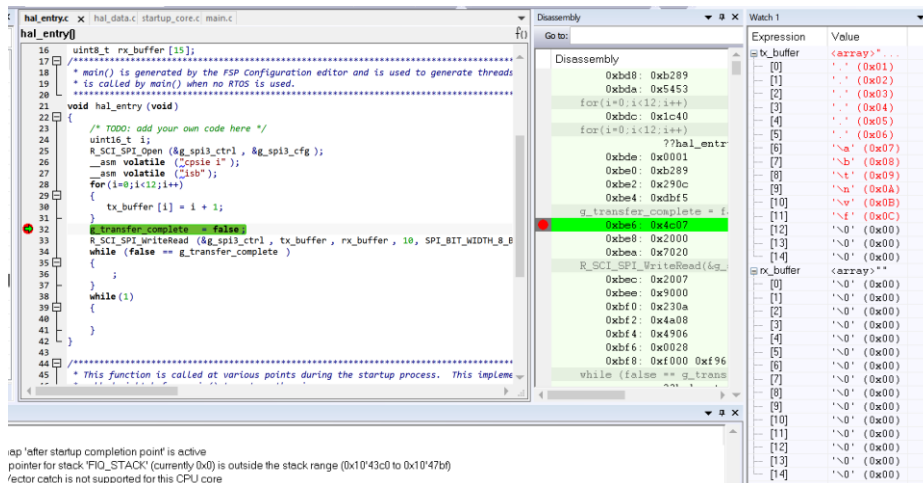 hal_entry.c x hal_data.c startup_core.c main.c
hal_entry()
f()
16 uint8_t rx_buffer [15];
17 /*****************************************************************************
18 * main() is generated by the FSP Configuration editor and is used to generate threads
19 * is called by main() when no RTOS is used.
20 *****************************************************************************
21 void hal_entry (void)
22 {
23 /* TODO: add your own code here */
24 uint16_t i;
25 R_SCI_SPI_Open (&g_spi3_ctrl , &g_spi3_cfg );
26 __asm volatile ("cpsie i" );
27 __asm volatile ("isb");
28 for(i=0;i<12;i++)
29 {
30 tx_buffer [i] = i + 1;
31 }
32 g_transfer_complete = false;
33 R_SCI_SPI_WriteRead (&g_spi3_ctrl , tx_buffer , rx_buffer , 10, SPI_BIT_WIDTH_8_B
34 while (false == g_transfer_complete )
35 {
36 ;
37 }
38 while(1)
39 {
40
41 }
42 }
43
44 /*****************************************************************************
45 * This function is called at various points during the startup process. This impleme
Disassembly
Go to:
Disassembly
0xbd8: 0xb289
0xbda: 0x5453
for(i=0;i<12;i++)
0xbdc: 0x1c40
for(i=0;i<12;i++)
??hal_entr
0xbde: 0x0001
0xbe0: 0xb289
0xbe2: 0x290c
0xbe4: 0xdbf5
g_transfer_complete = f
0xbe6: 0x4c07
0xbe8: 0x2000
0xbea: 0x7020
R_SCI_SPI_WriteRead(&g_
0xbec: 0x2007
0xbee: 0x9000
0xbf0: 0x230a
0xbf2: 0x4a08
0xbf4: 0x4906
0xbf6: 0x0028
0xbf8: 0xf000 0xf96
while (false == g_trans
Watch 1
Expression Value
tx_buffer <array>"...
[0] '.' (0x01)
[1] '.' (0x02)
[2] '.' (0x03)
[3] '.' (0x04)
[4] '.' (0x05)
[5] '.' (0x06)
[6] '\a' (0x07)
[7] '\b' (0x08)
[8] '\t' (0x09)
[9] '\n' (0x0A)
[10] '\v' (0x0B)
[11] '\f' (0x0C)
[12] '\0' (0x00)
[13] '\0' (0x00)
[14] '\0' (0x00)
rx_buffer <array>""
[0] '\0' (0x00)
[1] '\0' (0x00)
[2] '\0' (0x00)
[3] '\0' (0x00)
[4] '\0' (0x00)
[5] '\0' (0x00)
[6] '\0' (0x00)
[7] '\0' (0x00)
[8] '\0' (0x00)
[9] '\0' (0x00)
[10] '\0' (0x00)
[11] '\0' (0x00)
[12] '\0' (0x00)
[13] '\0' (0x00)
[14] '\0' (0x00)
ap 'after startup completion point' is active
pointer for stack 'FIQ_STACK' (currently 0x0) is outside the stack range (0x10'43c0 to 0x10'47bf)
ector catch is not supported for this CPU core